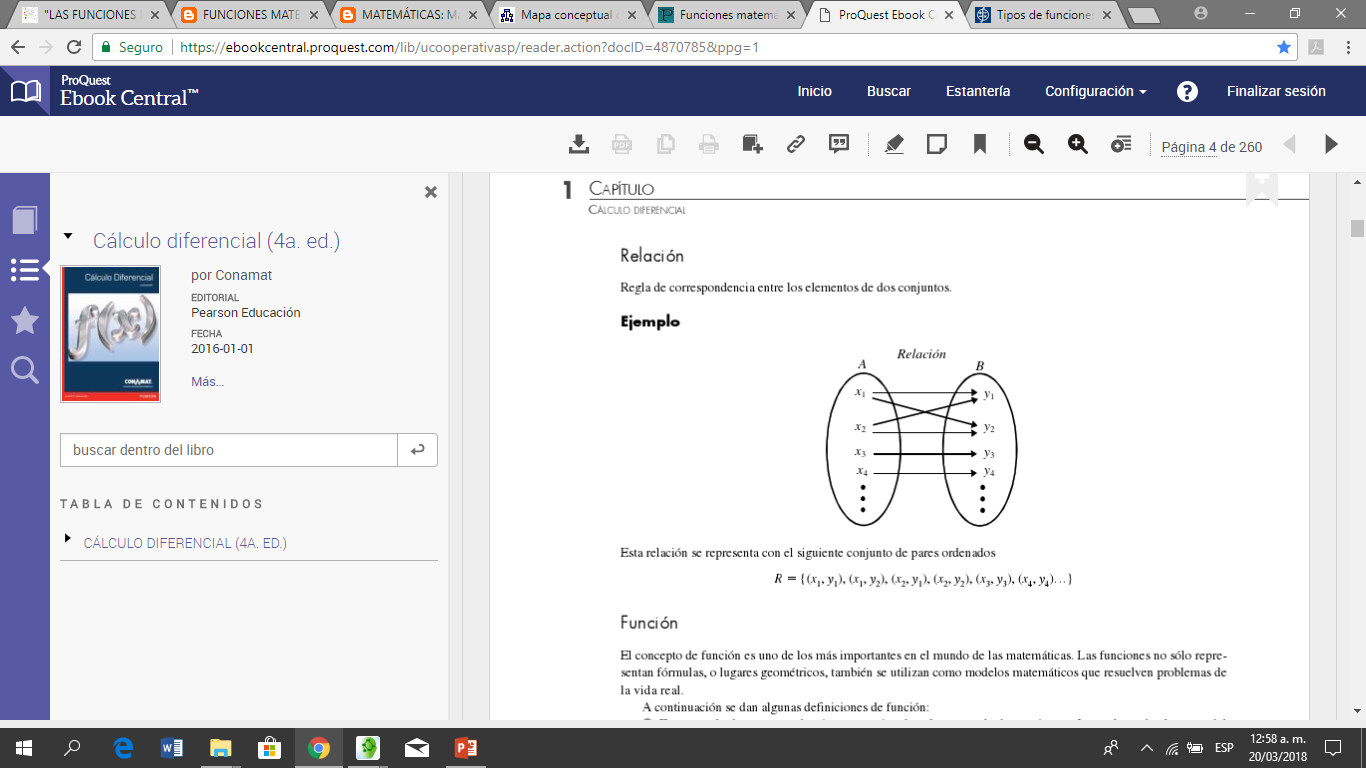 "LAS FUNCIONES
FUNCIONES MATE
MATEMÁTICAS: M
Mapa conceptual
Funciones matem
ProQuest Ebook C
Tipos de funcione
Seguro
https://ebookcentral.proquest.com/lib/ucooperativasp/reader.action?docID=4870785&ppg=1
ProQuest
Ebook Central™
Inicio
Buscar
Estantería
Configuración
Finalizar sesión
Página 4 de 260
Cálculo diferencial (4a. ed.)
Cálculo Diferencial
f(x)
CONAMAT
por Conamat
EDITORIAL
Pearson Educación
FECHA
2016-01-01
Más...
buscar dentro del libro
TABLA DE CONTENIDOS
CÁLCULO DIFERENCIAL (4A. ED.)
1 CAPÍTULO
CÁLCULO DIFERENCIAL
Relación
Regla de correspondencia entre los elementos de dos conjuntos.
Ejemplo
Relación
A B
x₁ y₁
x₂ y₂
x₃ y₃
x₄ y₄
Esta relación se representa con el siguiente conjunto de pares ordenados
R = {(x₁, y₁), (x₁, y₂), (x₂, y₁), (x₂, y₂), (x₃, y₃), (x₄, y₄)…}
Función
El concepto de función es uno de los más importantes en el mundo de las matemáticas. Las funciones no sólo repre-
sentan fórmulas, o lugares geométricos, también se utilizan como modelos matemáticos que resuelven problemas de
la vida real.
A continuación se dan algunas definiciones de función:
ESP
12:58 a. m.
20/03/2018